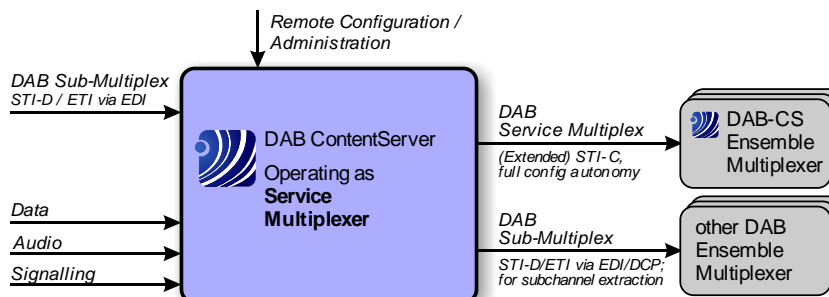 Remote Configuration /
Administration
DAB Sub-Multiplex
STI-D / ETI via EDI
Data
Audio
Signalling
DAB ContentServer
Operating as
Service
Multiplexer
DAB
Service Multiplex
(Extended) STI-C,
full config autonomy
DAB
Sub-Multiplex
STI-D/ETI via EDI/DCP;
for subchannel extraction
DAB-CS
Ensemble
Multiplexer
other DAB
Ensemble
Multiplexer